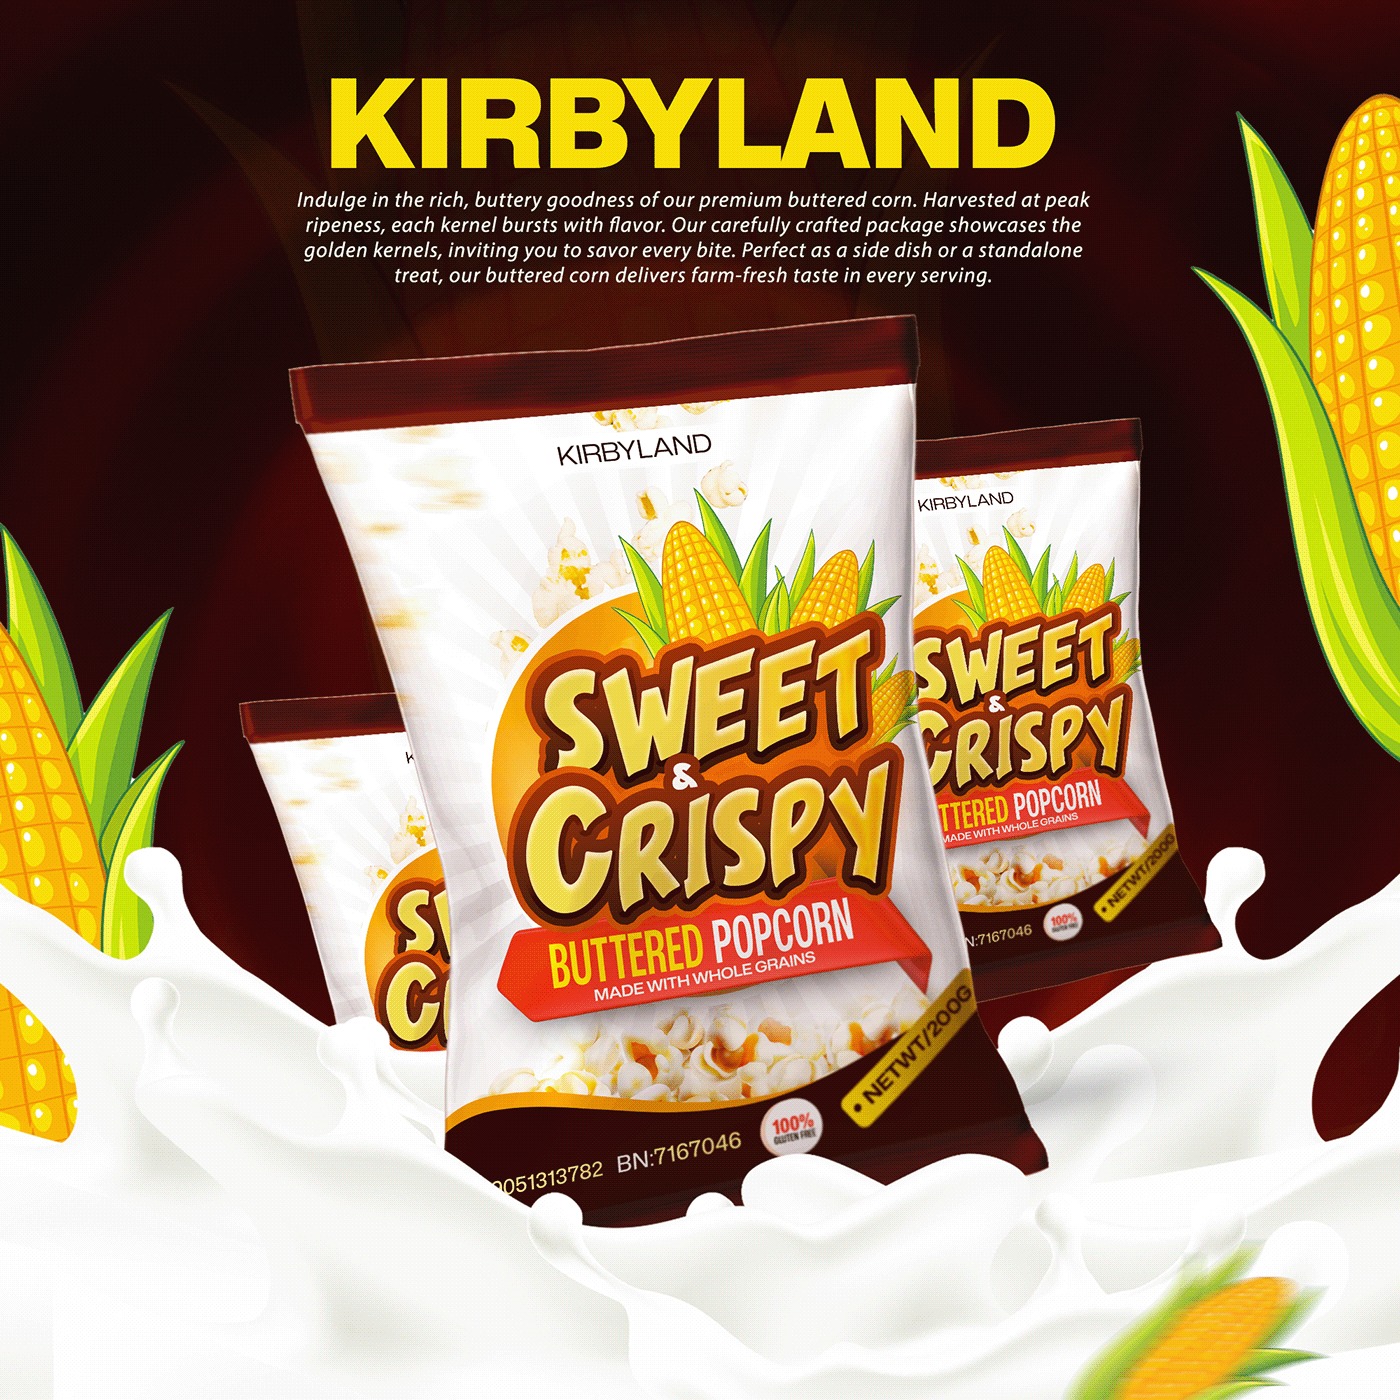 KIRBYLAND
Indulge in the rich, buttery goodness of our premium buttered corn. Harvested at peak
ripeness, each kernel bursts with flavor. Our carefully crafted package showcases the
golden kernels, inviting you to savor every bite. Perfect as a side dish or a standalone
treat, our buttered corn delivers farm-fresh taste in every serving.
KIRBYLAND
SWEET
&
CRISPY
BUTTERED POPCORN
MADE WITH WHOLE GRAINS
NETWT/200G
100%
GLUTEN FREE
BN:7167046
051313782
KIRBYLAND
SWEET
&
CRISPY
TTERED POPCORN
MADE WITH WHOLE GRAINS
NETWT/200G
100%
GLUTEN FREE
N:7167046